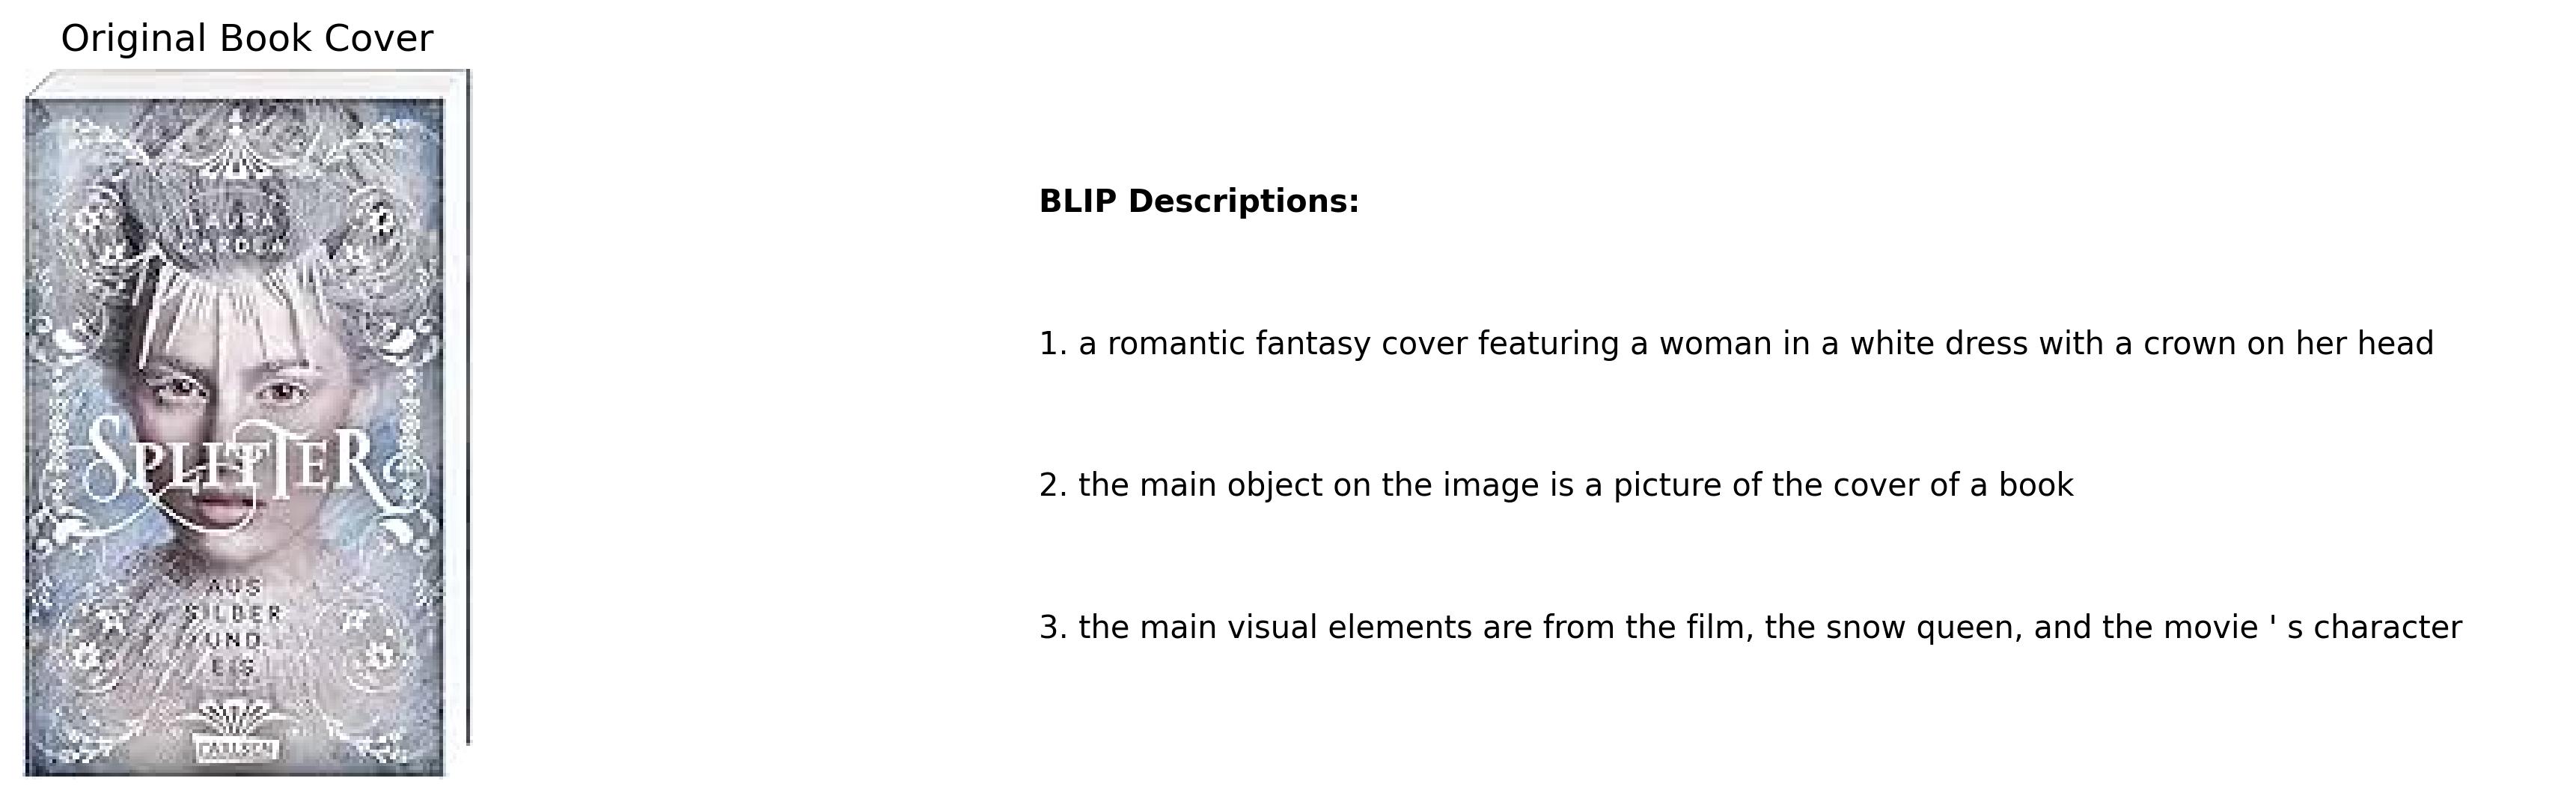 Original Book Cover
LAURA
CARDEA
SPLITTER
AUS
SILBER
UND
EIS
CARLSEN
BLIP Descriptions:
1. a romantic fantasy cover featuring a woman in a white dress with a crown on her head
2. the main object on the image is a picture of the cover of a book
3. the main visual elements are from the film, the snow queen, and the movie ' s character